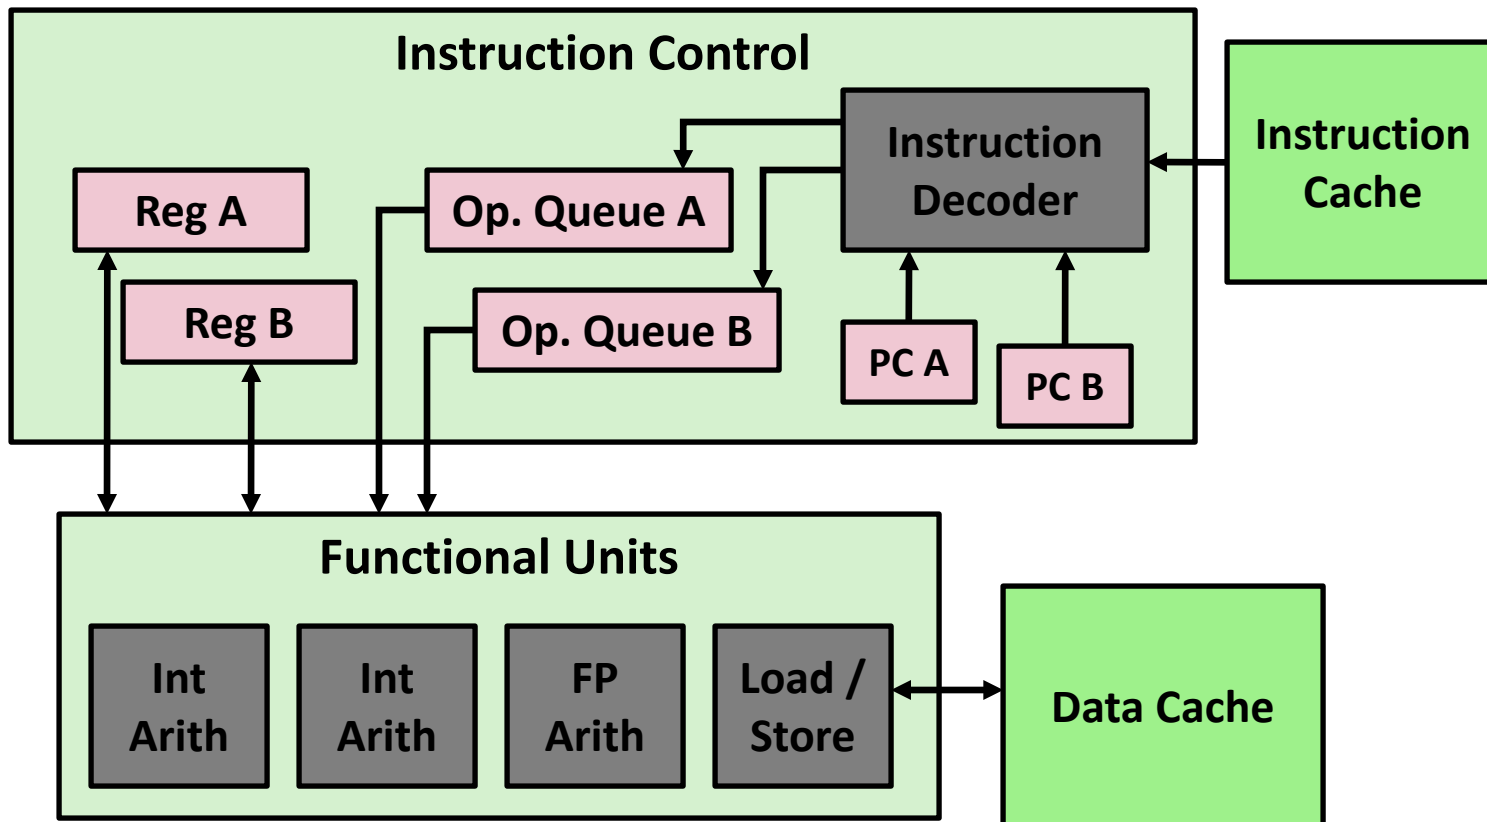 Instruction Control
Instruction
Decoder
Instruction
Cache
Reg A
Op. Queue A
Reg B
Op. Queue B
PC A
PC B
Functional Units
Int
Arith
Int
Arith
FP
Arith
Load /
Store
Data Cache